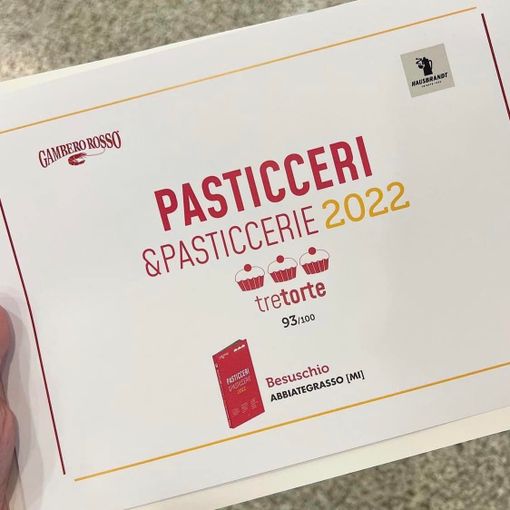 GAMBERO ROSSO
HAUSBRANDT
PASTICCERI
&PASTICCERIE 2022
tretorte
93/100
PASTICCERI
&PASTICCERIE
2022
Besuschio
ABBIATEGRASSO [MI]